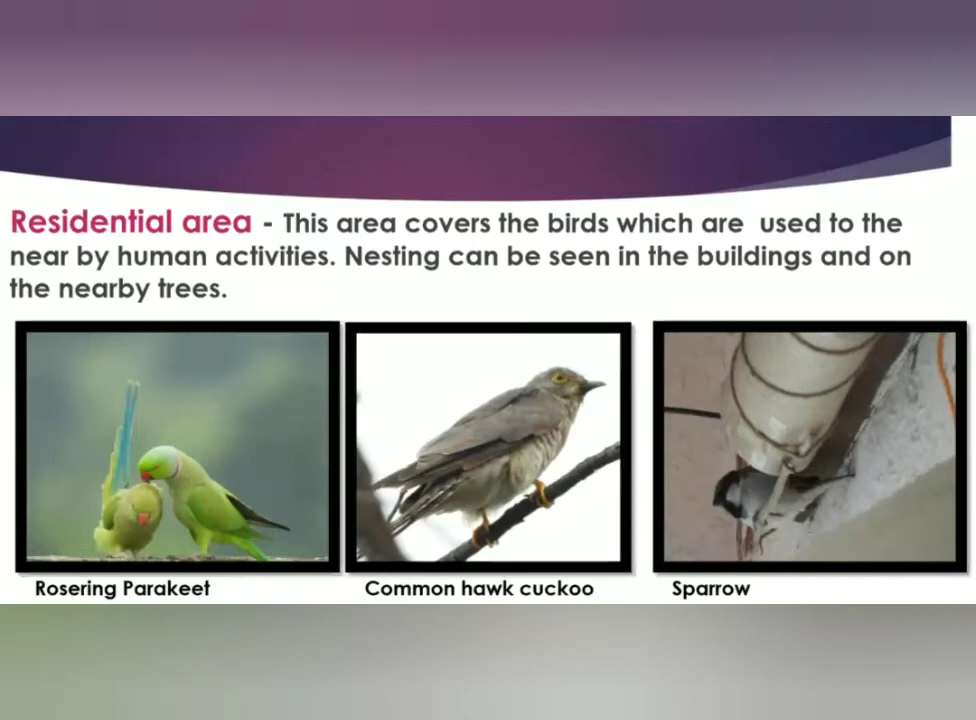 Residential area - This area covers the birds which are used to the
near by human activities. Nesting can be seen in the buildings and on
the nearby trees.
Rosering Parakeet
Common hawk cuckoo
Sparrow